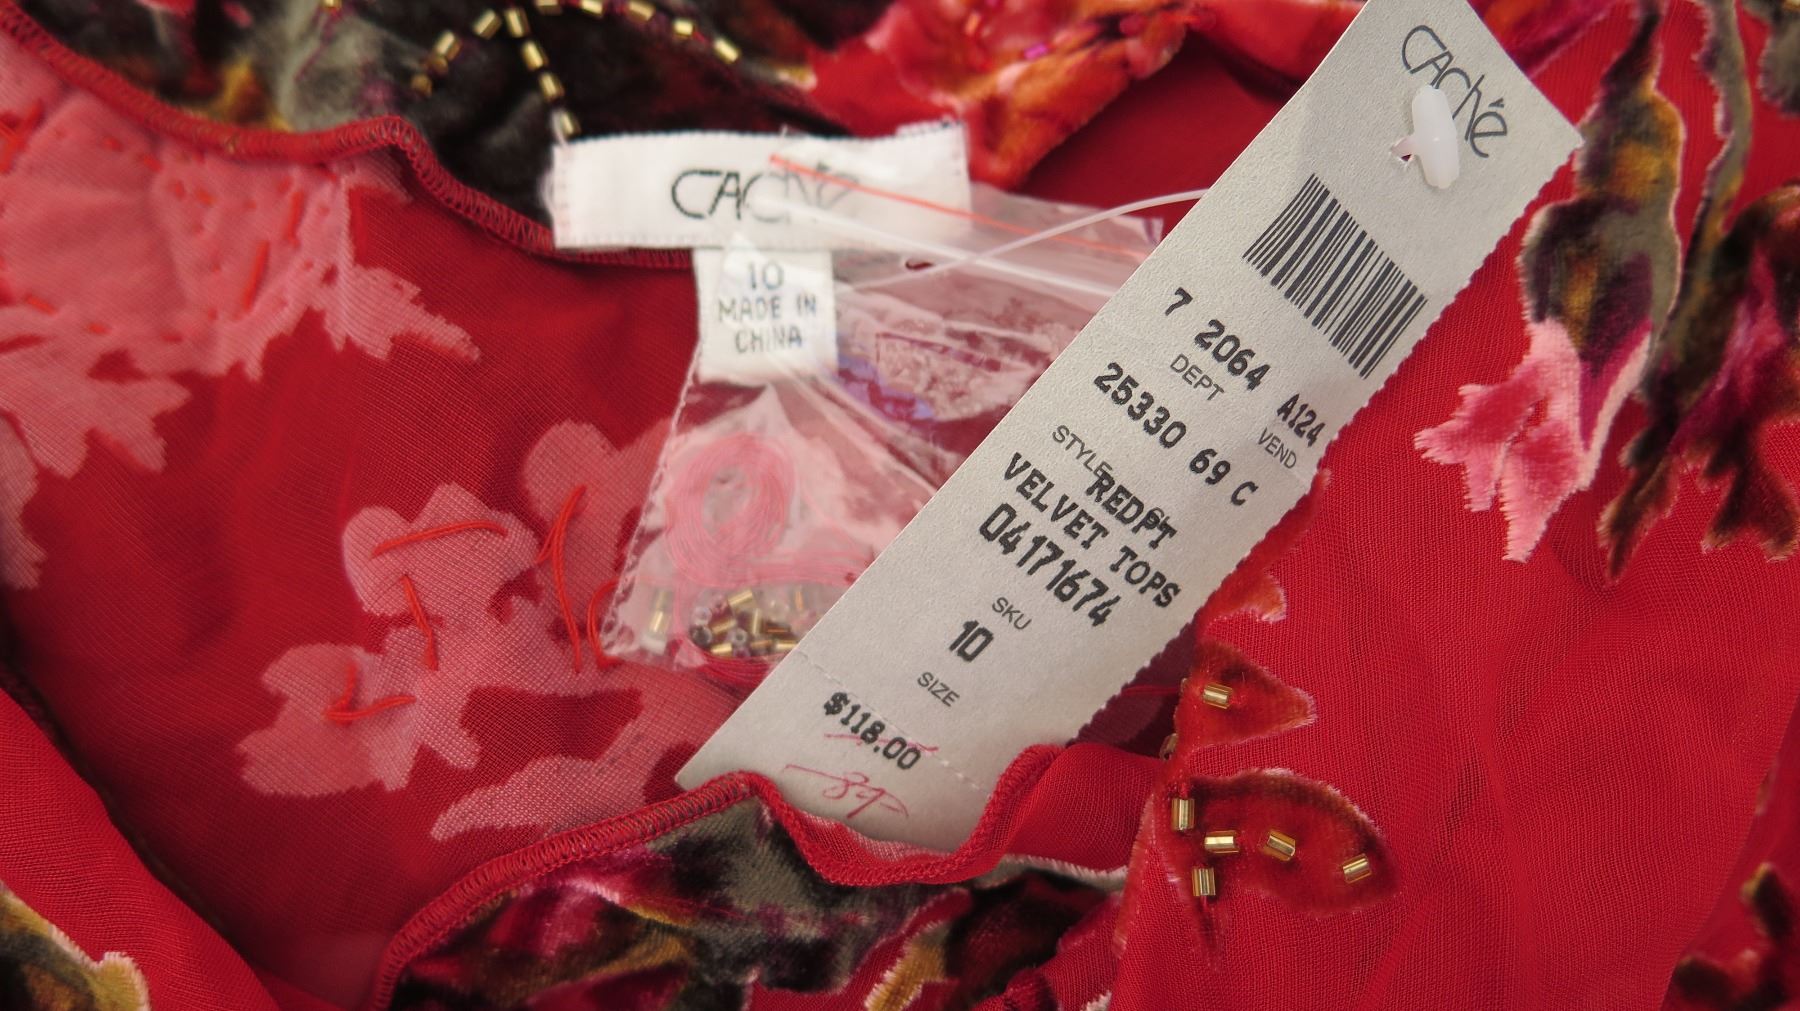 CACHÉ
10
MADE IN
CHINA
CACHÉ
7 2064 A124
DEPT VEND
25330 69 C
STYLE
REDPT
VELVET TOPS
04171674
SKU
10
SIZE
$118.00